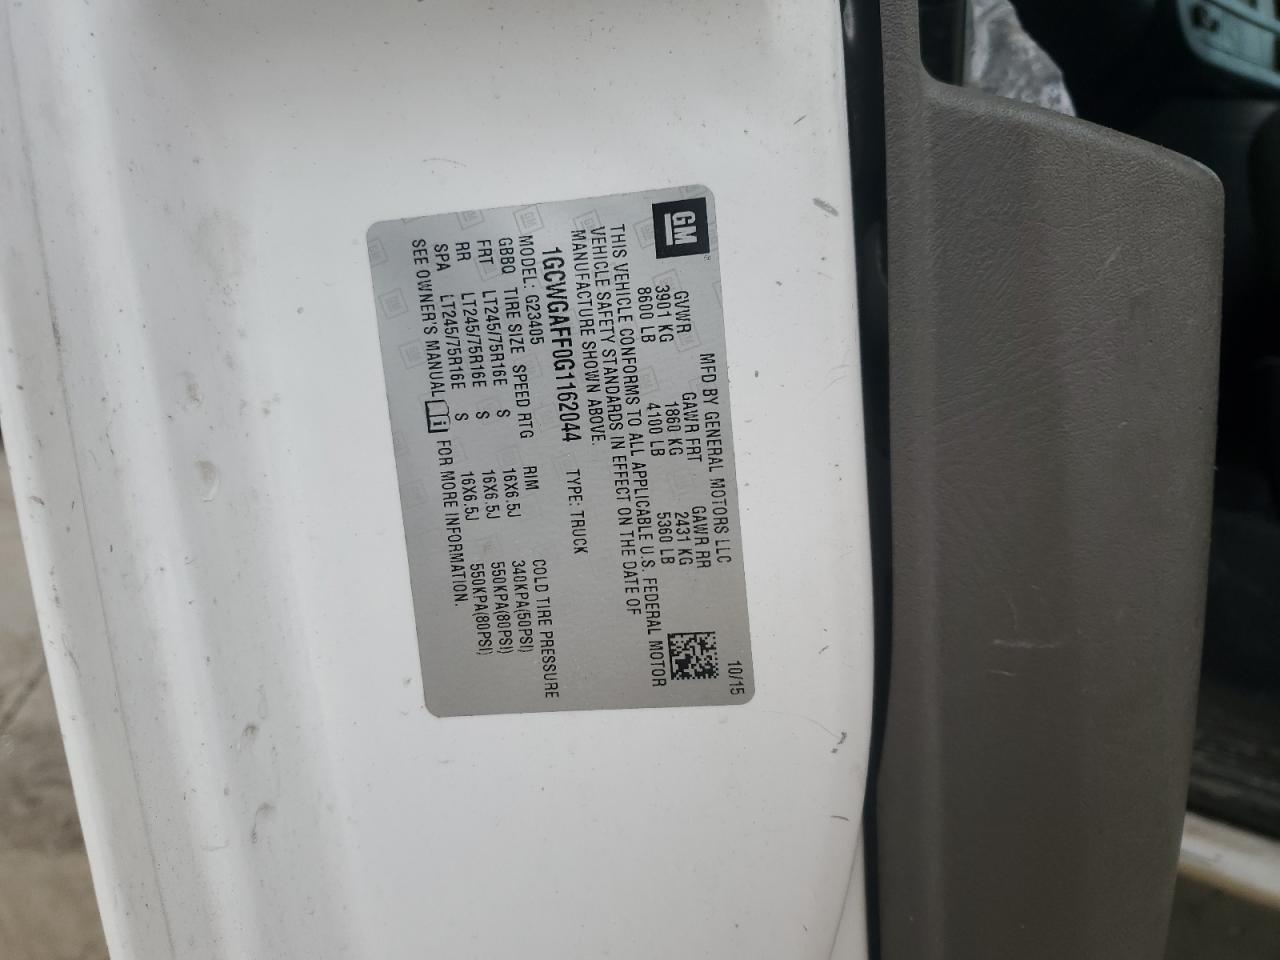 GM
MFD BY GENERAL MOTORS LLC
10/15
GVWR GAWR FRT GAWR RR
3901 KG 1860 KG 2431 KG
8600 LB 4100 LB 5360 LB
THIS VEHICLE CONFORMS TO ALL APPLICABLE U.S. FEDERAL MOTOR
VEHICLE SAFETY STANDARDS IN EFFECT ON THE DATE OF
MANUFACTURE SHOWN ABOVE.
1GCWGAFF0G1162044 TYPE: TRUCK
MODEL: G23405
GBBQ TIRE SIZE SPEED RTG RIM COLD TIRE PRESSURE
FRT LT245/75R16E S 16X6.5J 340KPA(50PSI)
RR LT245/75R16E S 16X6.5J 550KPA(80PSI)
SPA LT245/75R16E S 16X6.5J 550KPA(80PSI)
SEE OWNER'S MANUAL i FOR MORE INFORMATION.